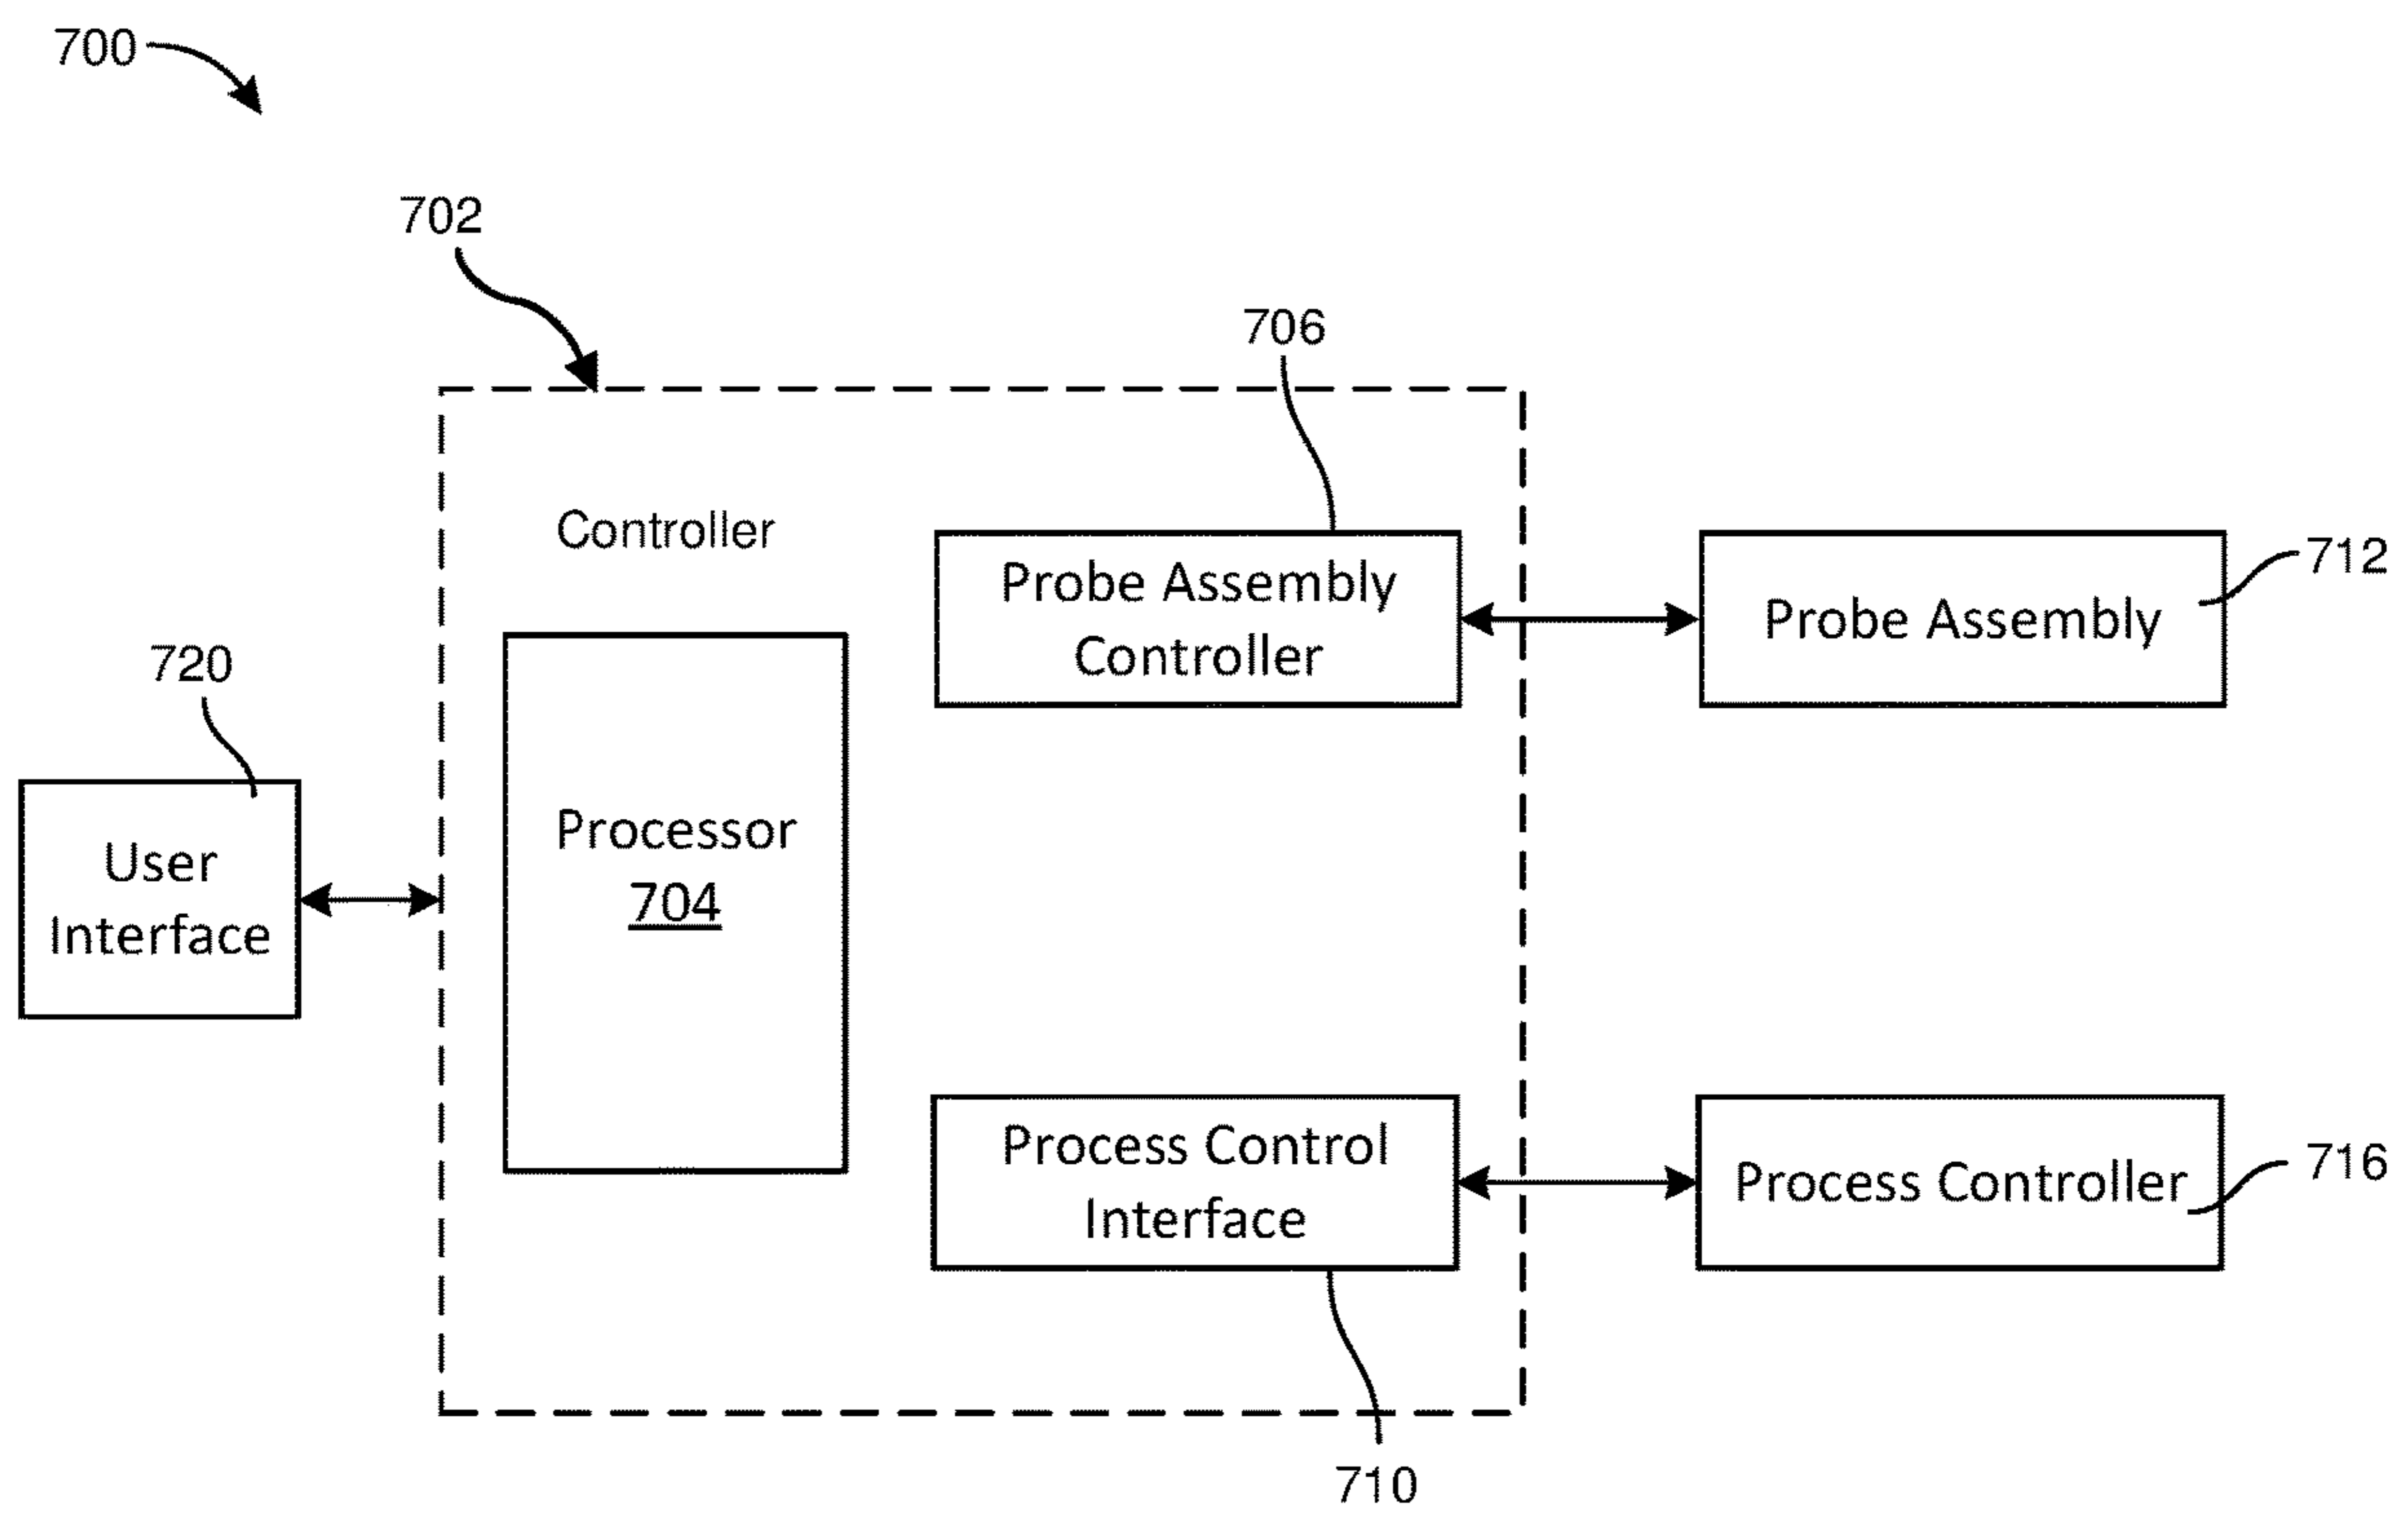 700
702
706
Controller
Probe Assembly
Controller
712
Probe Assembly
720
User
Interface
Processor
704
Process Control
Interface
716
Process Controller
710